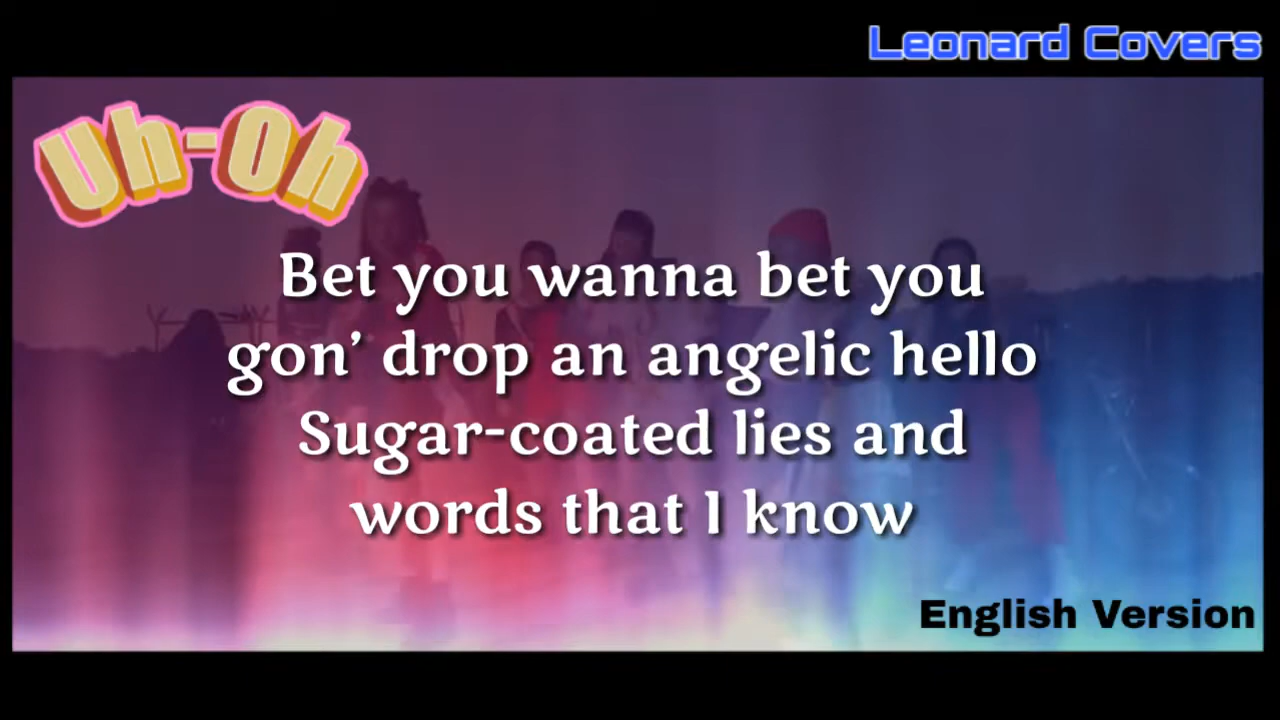 Leonard Covers
Uh-Oh
Bet you wanna bet you
gon’ drop an angelic hello
Sugar-coated lies and
words that I know
English Version